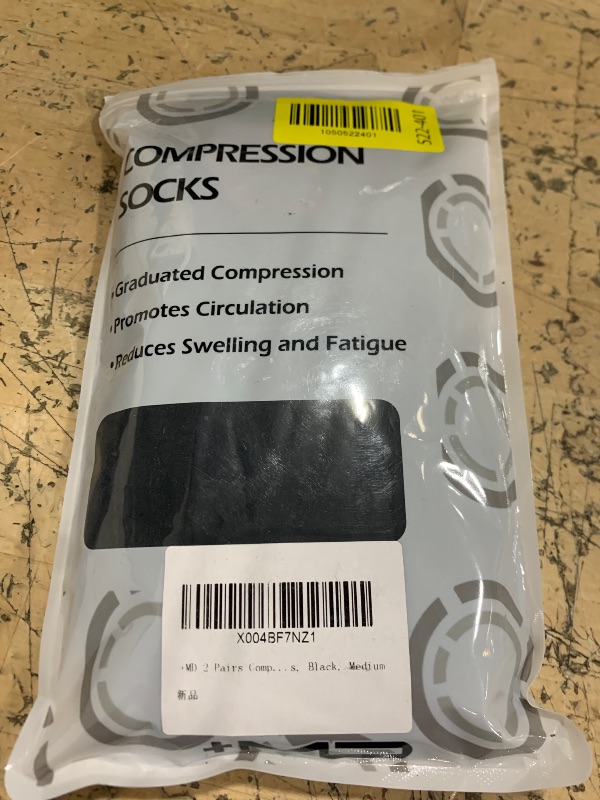 1050522401
S22-401
COMPRESSION
SOCKS
•Graduated Compression
•Promotes Circulation
•Reduces Swelling and Fatigue
X004BF7NZ1
+MD 2 Pairs Comp...s, Black, Medium
新品